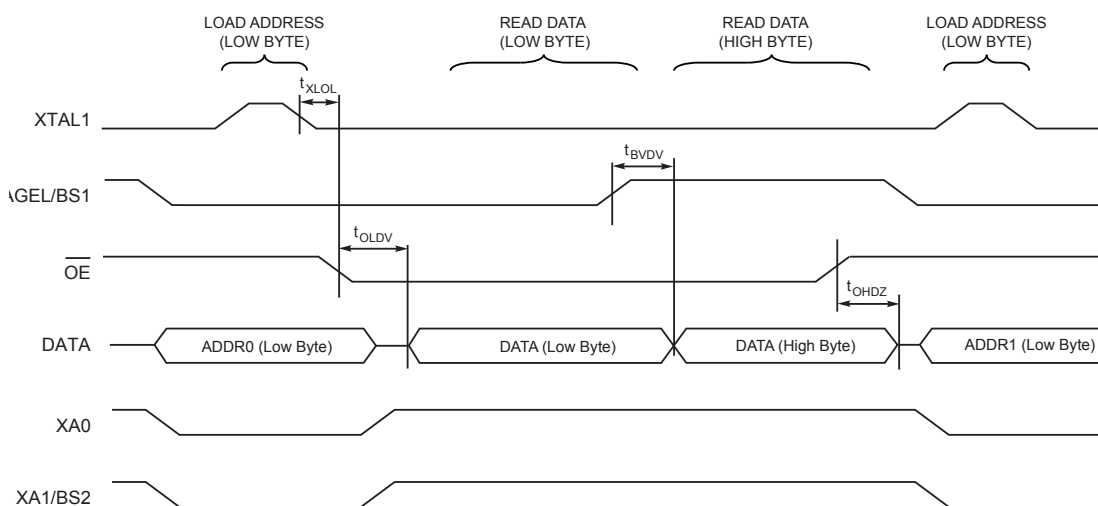 LOAD ADDRESS
(LOW BYTE)
READ DATA
(LOW BYTE)
READ DATA
(HIGH BYTE)
LOAD ADDRESS
(LOW BYTE)
tXLOL
XTAL1
tBVDV
AGEL/BS1
tOLDV
OE
tOHDZ
DATA
ADDR0 (Low Byte)
DATA (Low Byte)
DATA (High Byte)
ADDR1 (Low Byte)
XA0
XA1/BS2